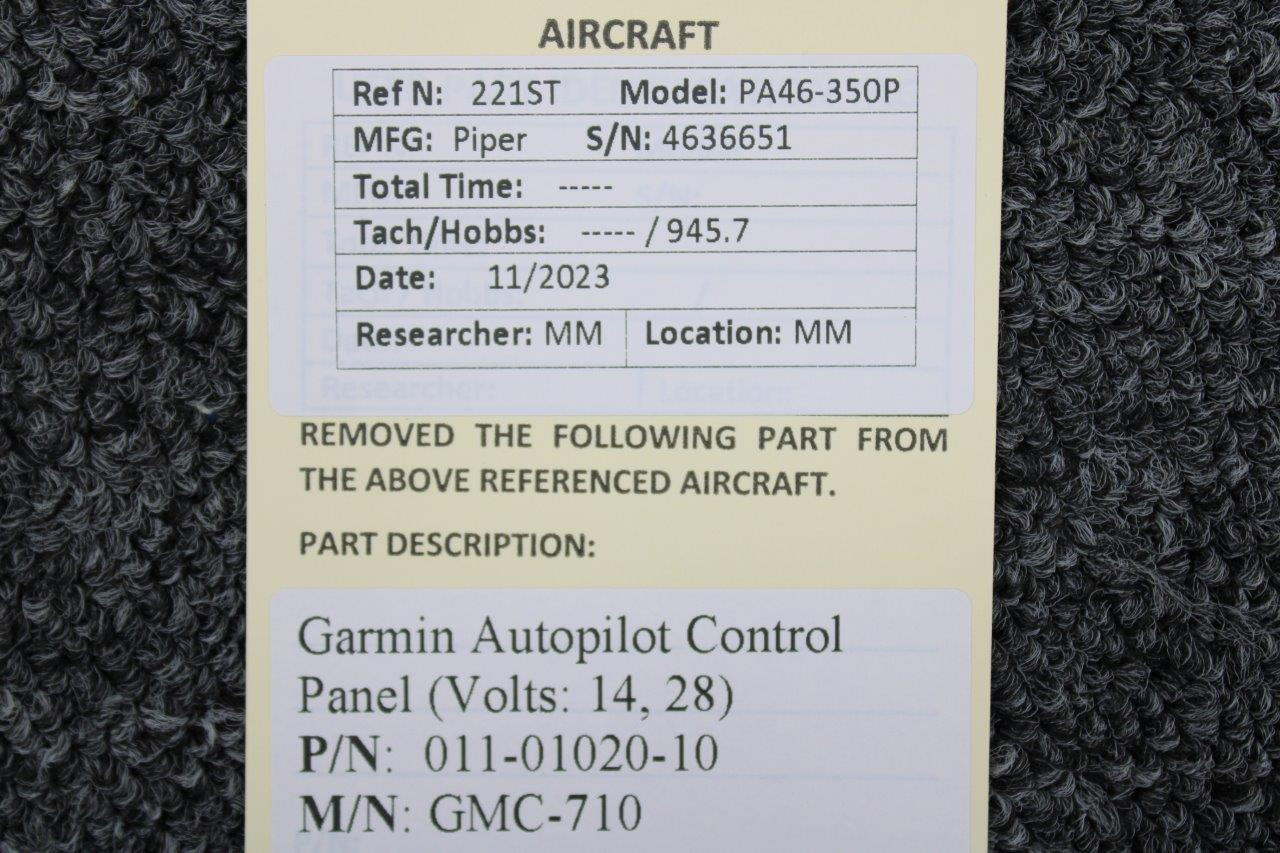 AIRCRAFT
Ref N: 221ST Model: PA46-350P
MFG: Piper S/N: 4636651
Total Time: -----
Tach/Hobbs: ----- / 945.7
Date: 11/2023
Researcher: MM Location: MM
REMOVED THE FOLLOWING PART FROM
THE ABOVE REFERENCED AIRCRAFT.
PART DESCRIPTION:
Garmin Autopilot Control
Panel (Volts: 14, 28)
P/N: 011-01020-10
M/N: GMC-710